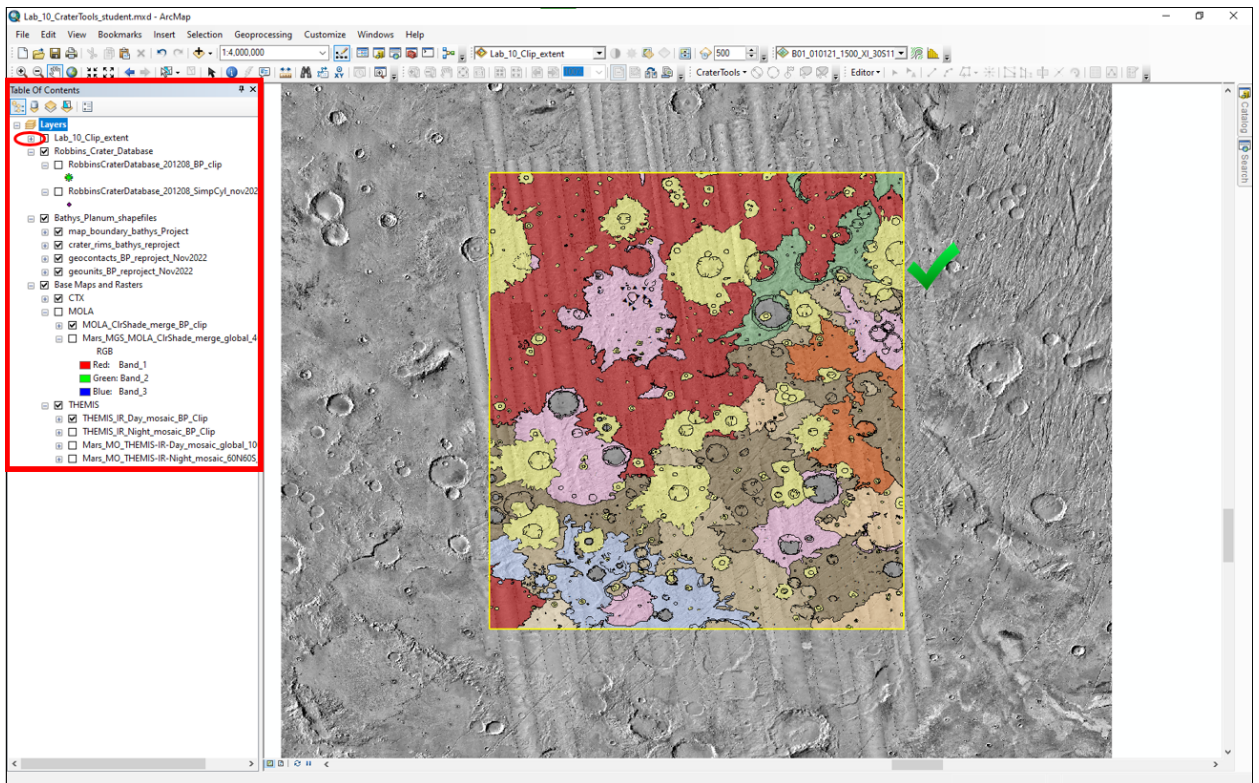 Lab_10_CraterTools_student.mxd - ArcMap
File Edit View Bookmarks Insert Selection Geoprocessing Customize Windows Help
1:4,000,000 Lab_10_Clip_extent 500 B01_010121_1500_XI_30S11
CraterTools Editor
Table Of Contents
Layers
Lab_10_Clip_extent
Robbins_Crater_Database
RobbinsCraterDatabase_201208_BP_clip
RobbinsCraterDatabase_201208_SimpCyl_nov202
Bathys_Planum_shapefiles
map_boundary_bathys_Project
crater_rims_bathys_reproject
geocontacts_BP_reproject_Nov2022
geounits_BP_reproject_Nov2022
Base Maps and Rasters
CTX
MOLA
MOLA_ClrShade_merge_BP_clip
Mars_MGS_MOLA_ClrShade_merge_global_4
RGB
Red: Band_1
Green: Band_2
Blue: Band_3
THEMIS
THEMIS_IR_Day_mosaic_BP_Clip
THEMIS_IR_Night_mosaic_BP_Clip
Mars_MO_THEMIS-IR-Day_mosaic_global_10
Mars_MO_THEMIS-IR-Night_mosaic_60N60S_
Catalog
Search